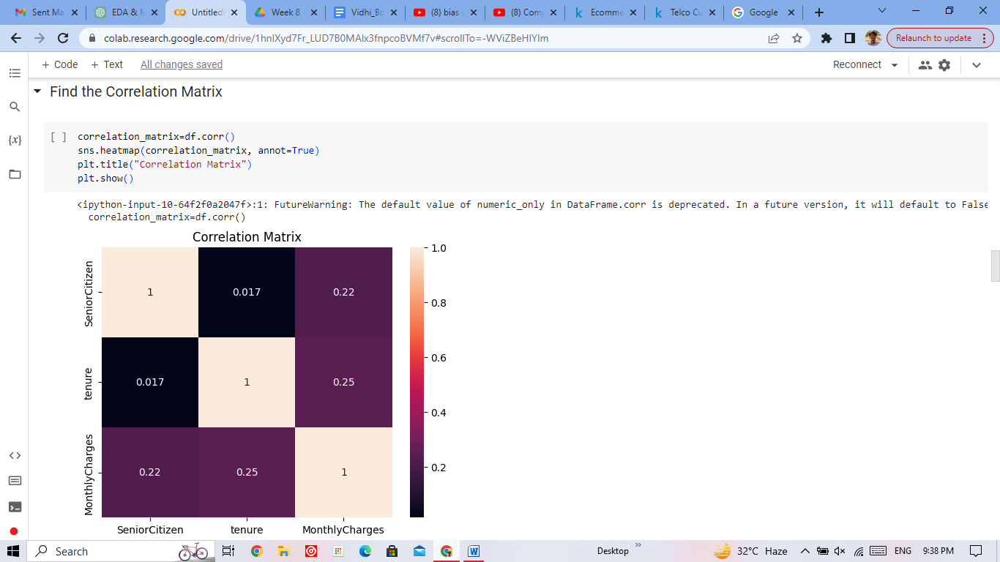 Sent Ma
EDA & M
Untitled
Week 8
Vidhi_Bo
(8) bias v
(8) Comp
Ecomme
Telco Cu
Google
colab.research.google.com/drive/1hnIXyd7Fr_LUD7B0MAlx3fnpcoBVMf7v#scrollTo=-WViZBeHIYIm
Relaunch to update
+ Code + Text All changes saved
Reconnect
Find the Correlation Matrix
[ ] correlation_matrix=df.corr()
sns.heatmap(correlation_matrix, annot=True)
plt.title("Correlation Matrix")
plt.show()
<ipython-input-10-64f2f0a2047f>:1: FutureWarning: The default value of numeric_only in DataFrame.corr is deprecated. In a future version, it will default to False
correlation_matrix=df.corr()
Correlation Matrix
SeniorCitizen
1 0.017 0.22
tenure
0.017 1 0.25
MonthlyCharges
0.22 0.25 1
SeniorCitizen tenure MonthlyCharges
1.0
0.8
0.6
0.4
0.2
{x}
Search
Desktop
32°C Haze
ENG
9:38 PM